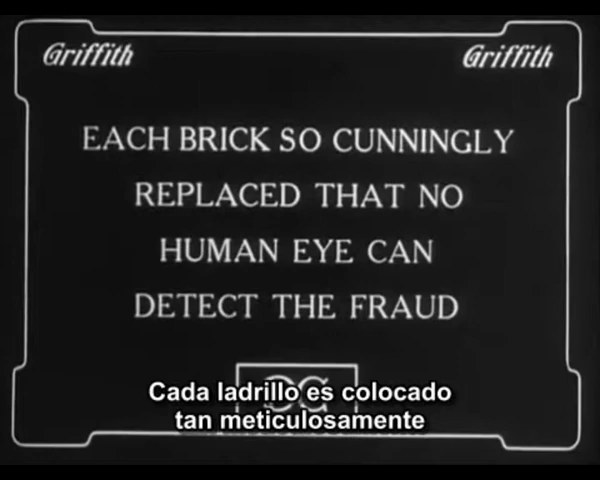 Griffith Griffith
EACH BRICK SO CUNNINGLY
REPLACED THAT NO
HUMAN EYE CAN
DETECT THE FRAUD
Cada ladrillo es colocado
tan meticulosamente